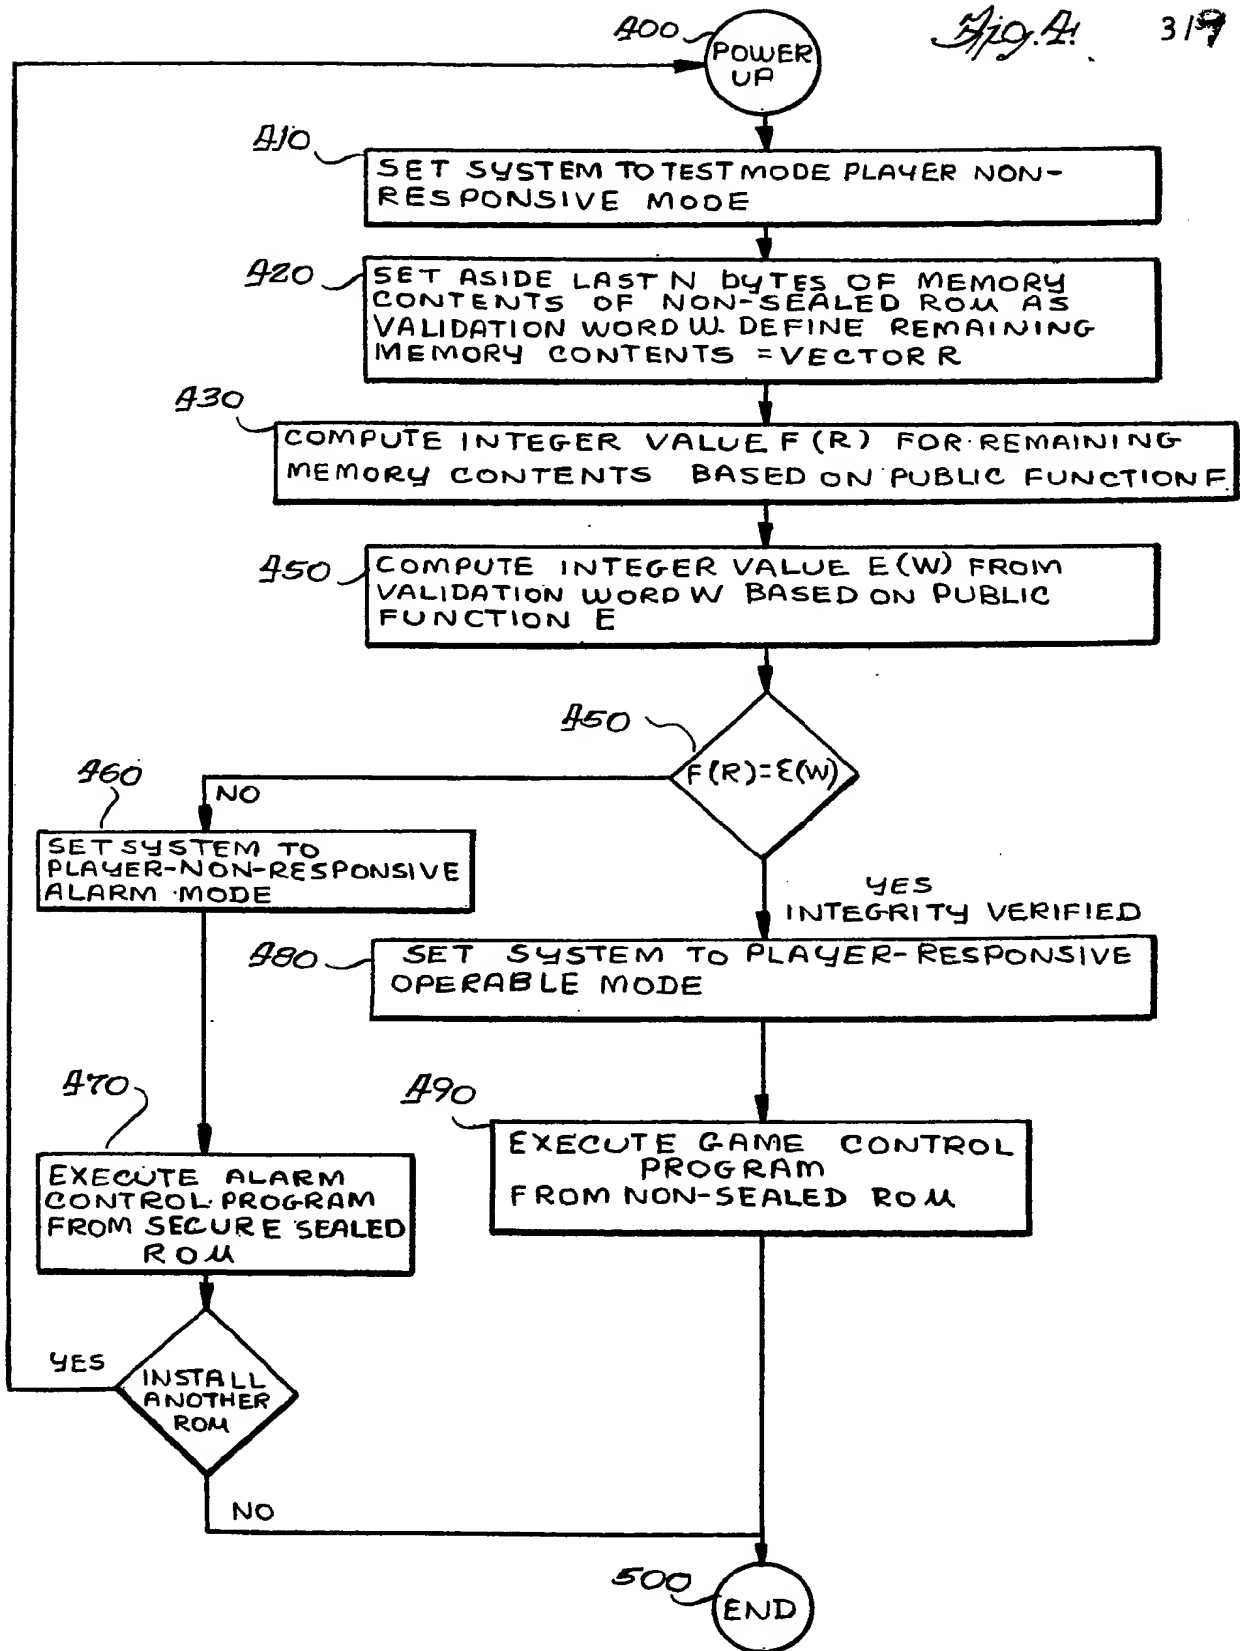 Fig. 4. 3/9
400
POWER
UP
410
SET SYSTEM TO TEST MODE PLAYER NON-
RESPONSIVE MODE
420
SET ASIDE LAST N BYTES OF MEMORY
CONTENTS OF NON-SEALED ROM AS
VALIDATION WORD W. DEFINE REMAINING
MEMORY CONTENTS = VECTOR R
430
COMPUTE INTEGER VALUE F(R) FOR REMAINING
MEMORY CONTENTS BASED ON PUBLIC FUNCTION F.
450
COMPUTE INTEGER VALUE E(W) FROM
VALIDATION WORD W BASED ON PUBLIC
FUNCTION E
450
F(R)=E(W)
NO
YES
INTEGRITY VERIFIED
460
SET SYSTEM TO
PLAYER-NON-RESPONSIVE
ALARM MODE
480
SET SYSTEM TO PLAYER-RESPONSIVE
OPERABLE MODE
470
EXECUTE ALARM
CONTROL PROGRAM
FROM SECURE SEALED
ROM
490
EXECUTE GAME CONTROL
PROGRAM
FROM NON-SEALED ROM
YES
INSTALL
ANOTHER
ROM
NO
500
END